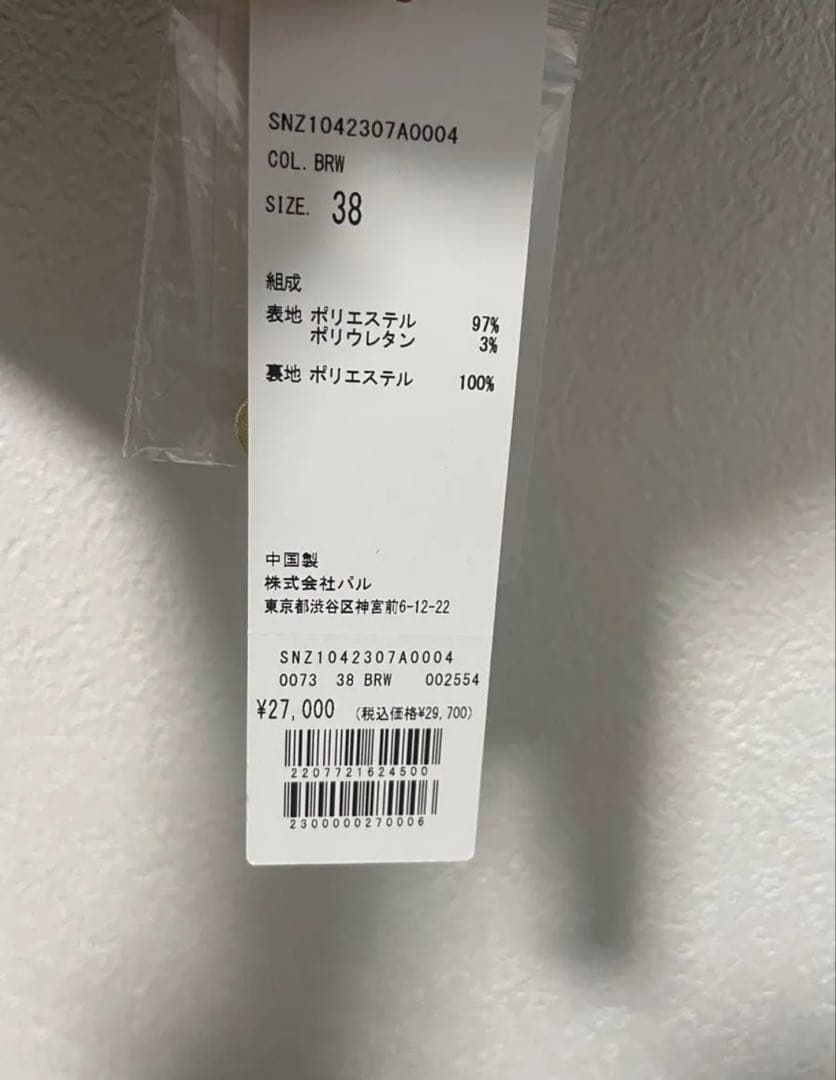 SNZ1042307A0004
COL. BRW
SIZE. 38
組成
表地 ポリエステル 97%
ポリウレタン 3%
裏地 ポリエステル 100%
中国製
株式会社パル
東京都渋谷区神宮前6-12-22
SNZ1042307A0004
0073 38 BRW 002554
¥27,000 (税込価格¥29,700)
2207721624500
2300000270006